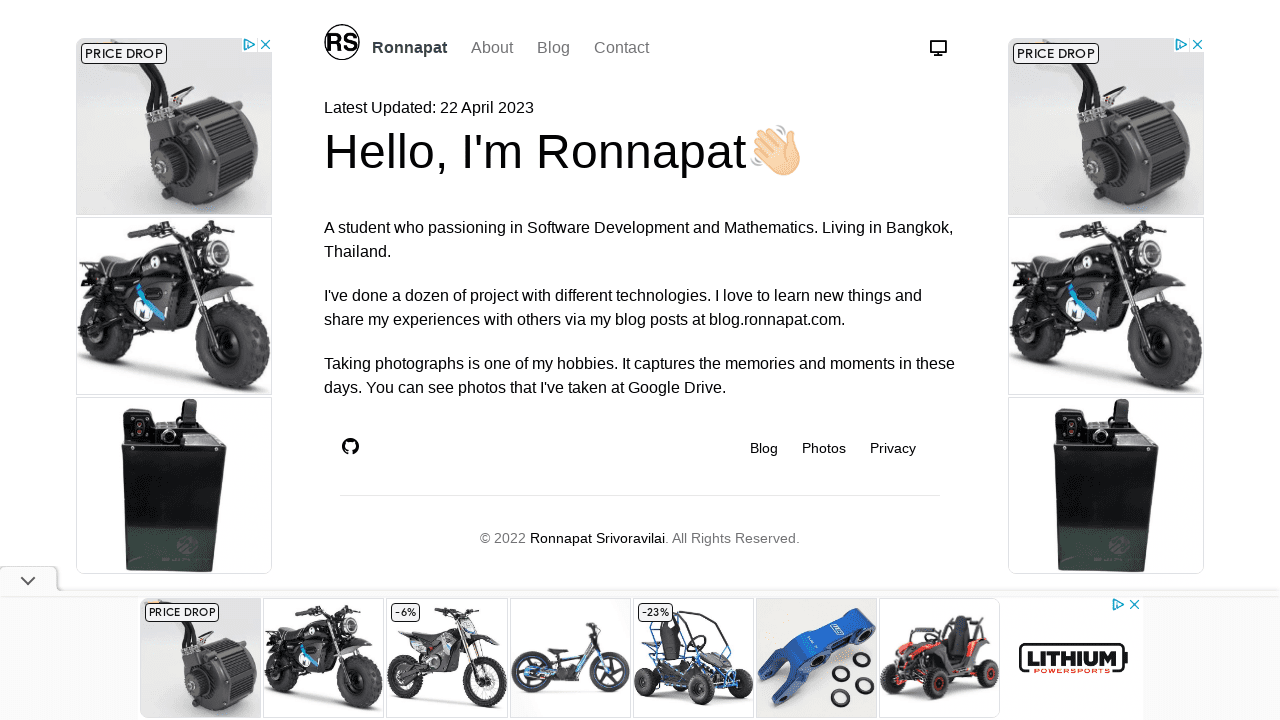 RS
Ronnapat About Blog Contact
Latest Updated: 22 April 2023
Hello, I'm Ronnapat
A student who passioning in Software Development and Mathematics. Living in Bangkok,
Thailand.
I've done a dozen of project with different technologies. I love to learn new things and
share my experiences with others via my blog posts at blog.ronnapat.com.
Taking photographs is one of my hobbies. It captures the memories and moments in these
days. You can see photos that I've taken at Google Drive.
Blog Photos Privacy
© 2022 Ronnapat Srivoravilai. All Rights Reserved.
PRICE DROP
M
PRICE DROP
M
PRICE DROP
-6%
-23%
LITHIUM
POWERSPORTS